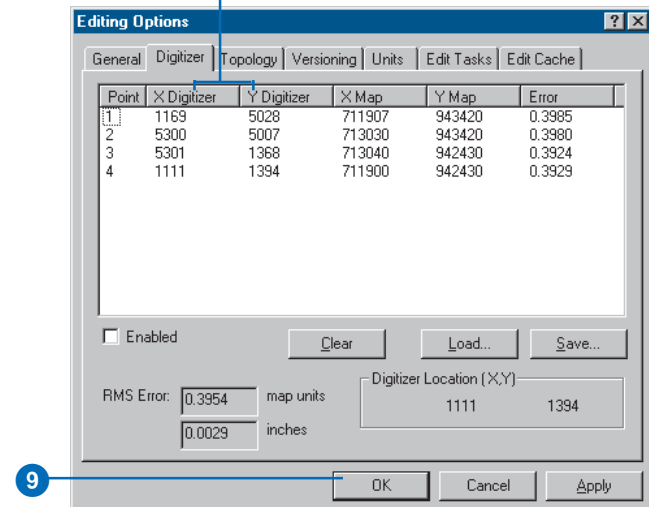 Editing Options
General Digitizer Topology Versioning Units Edit Tasks Edit Cache
Point X Digitizer Y Digitizer X Map Y Map Error
1 1169 5028 711907 943420 0.3985
2 5300 5007 713030 943420 0.3980
3 5301 1368 713040 942430 0.3924
4 1111 1394 711900 942430 0.3929
Enabled Clear Load... Save...
Digitizer Location (X,Y)
RMS Error: 0.3954 map units 1111 1394
0.0029 inches
9 OK Cancel Apply